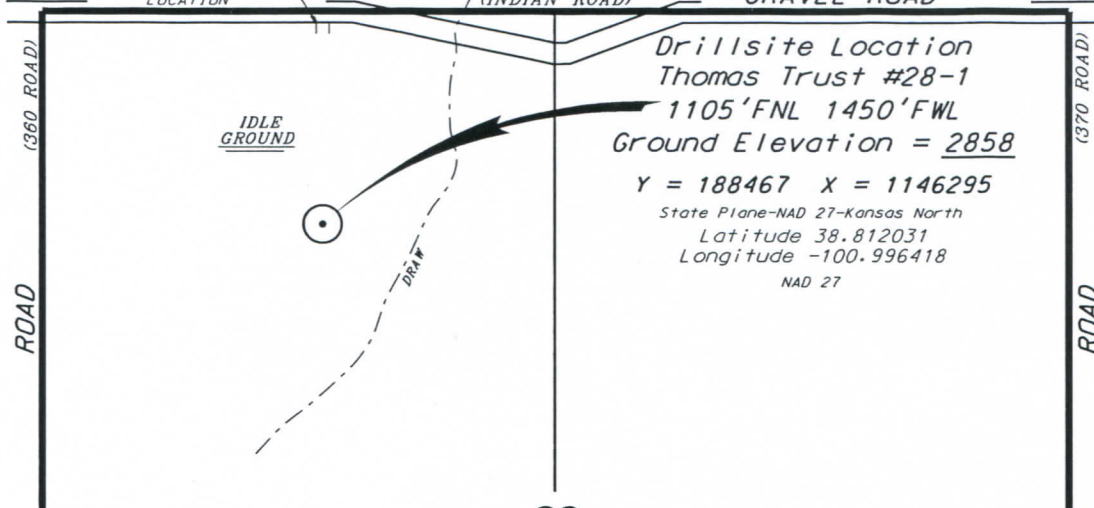 LOCATION
(INDIAN ROAD)
GRAVEL ROAD
(360 ROAD)
ROAD
IDLE
GROUND
DRAW
Drillsite Location
Thomas Trust #28-1
1105'FNL 1450'FWL
Ground Elevation = 2858
Y = 188467 X = 1146295
State Plane-NAD 27-Kansas North
Latitude 38.812031
Longitude -100.996418
NAD 27
(370 ROAD)
ROAD